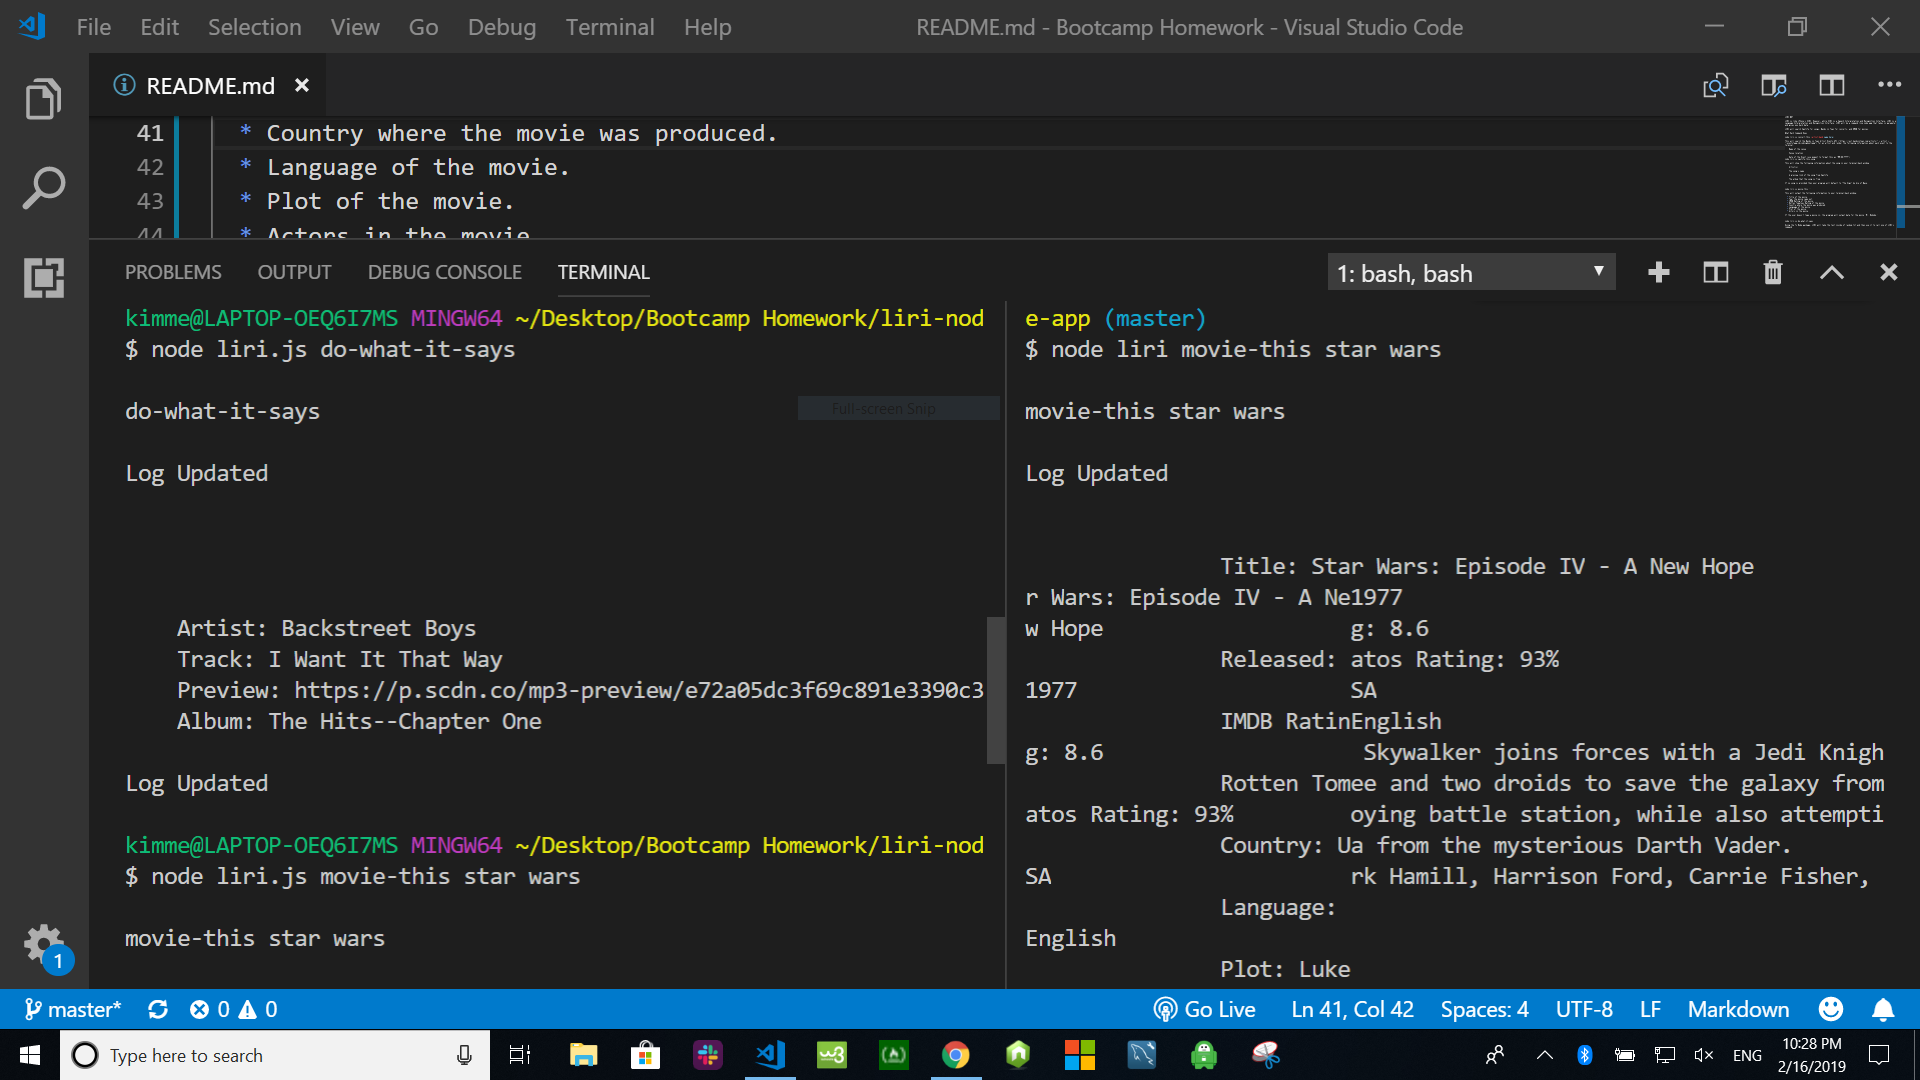 File Edit Selection View Go Debug Terminal Help README.md - Bootcamp Homework - Visual Studio Code
README.md
41 * Country where the movie was produced.
42 * Language of the movie.
43 * Plot of the movie.
44 * Actors in the movie
PROBLEMS OUTPUT DEBUG CONSOLE TERMINAL 1: bash, bash
kimme@LAPTOP-OEQ6I7MS MINGW64 ~/Desktop/Bootcamp Homework/liri-nod
$ node liri.js do-what-it-says
do-what-it-says
Full-screen Snip
Log Updated
Artist: Backstreet Boys
Track: I Want It That Way
Preview: https://p.scdn.co/mp3-preview/e72a05dc3f69c891e3390c3
Album: The Hits--Chapter One
Log Updated
kimme@LAPTOP-OEQ6I7MS MINGW64 ~/Desktop/Bootcamp Homework/liri-nod
$ node liri.js movie-this star wars
movie-this star wars
e-app (master)
$ node liri movie-this star wars
movie-this star wars
Log Updated
Title: Star Wars: Episode IV - A New Hope
r Wars: Episode IV - A Ne1977
w Hope g: 8.6
Released: atos Rating: 93%
1977 SA
IMDB RatinEnglish
g: 8.6 Skywalker joins forces with a Jedi Knigh
Rotten Tomee and two droids to save the galaxy from
atos Rating: 93% oying battle station, while also attempti
Country: Ua from the mysterious Darth Vader.
SA rk Hamill, Harrison Ford, Carrie Fisher,
Language:
English
Plot: Luke
1
master* 0 0 Go Live Ln 41, Col 42 Spaces: 4 UTF-8 LF Markdown
Type here to search
w3
ENG
10:28 PM
2/16/2019